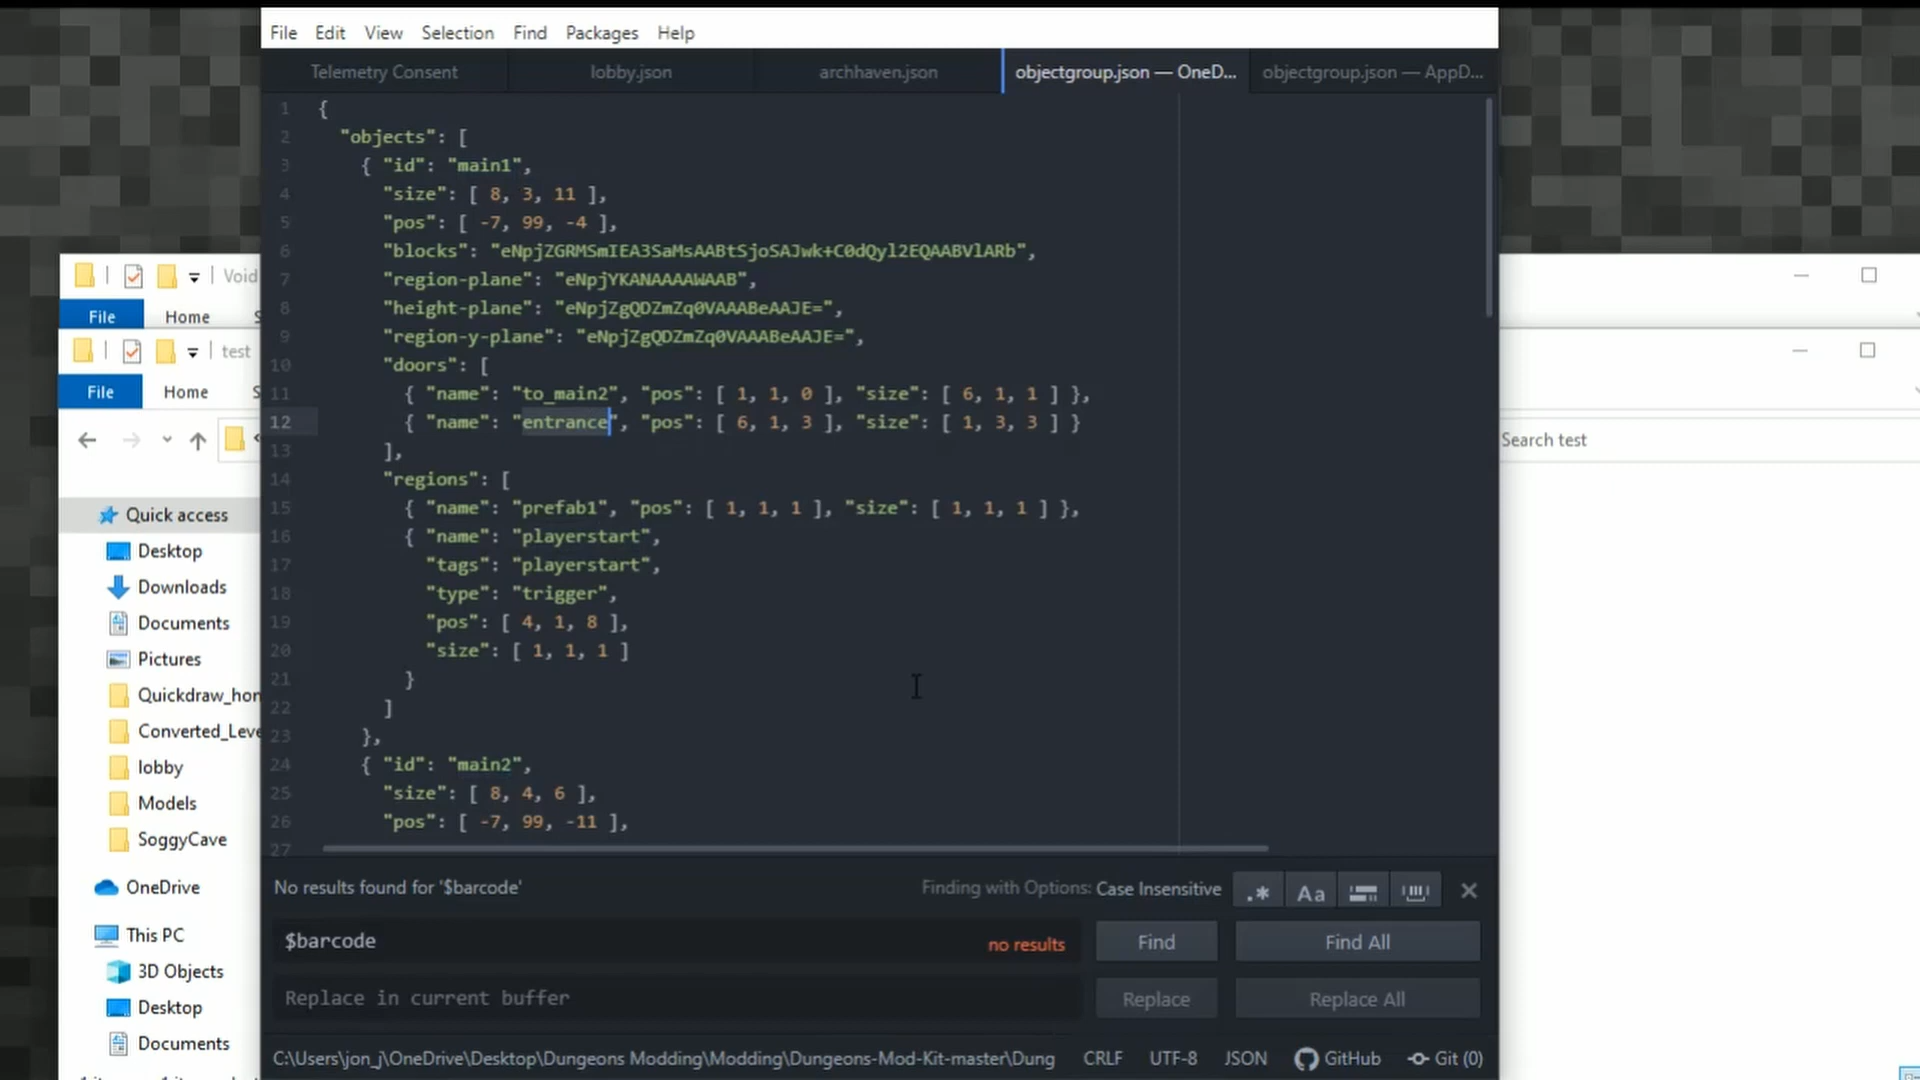 File Edit View Selection Find Packages Help
Telemetry Consent lobby.json archhaven.json objectgroup.json — OneD... objectgroup.json — AppD...
1 {
2 "objects": [
3 { "id": "main1",
4 "size": [ 8, 3, 11 ],
5 "pos": [ -7, 99, -4 ],
6 "blocks": "eNpjZGRMSmIEA3SaMsAABtSjoSAJwk+C0dQyl2EQAABVlARb",
7 "region-plane": "eNpjYKANAAAAWAAB",
8 "height-plane": "eNpjZgQDZmZq0VAAABeAAJE=",
9 "region-y-plane": "eNpjZgQDZmZq0VAAABeAAJE=",
10 "doors": [
11 { "name": "to_main2", "pos": [ 1, 1, 0 ], "size": [ 6, 1, 1 ] },
12 { "name": "entrance", "pos": [ 6, 1, 3 ], "size": [ 1, 3, 3 ] }
13 ],
14 "regions": [
15 { "name": "prefab1", "pos": [ 1, 1, 1 ], "size": [ 1, 1, 1 ] },
16 { "name": "playerstart",
17 "tags": "playerstart",
18 "type": "trigger",
19 "pos": [ 4, 1, 8 ],
20 "size": [ 1, 1, 1 ]
21 }
22 ]
23 },
24 { "id": "main2",
25 "size": [ 8, 4, 6 ],
26 "pos": [ -7, 99, -11 ],
27
No results found for '$barcode' Finding with Options: Case Insensitive .* Aa
$barcode no results Find Find All
Replace in current buffer Replace Replace All
C:\Users\jon_j\OneDrive\Desktop\Dungeons Modding\Modding\Dungeons-Mod-Kit-master\Dung CRLF UTF-8 JSON GitHub Git (0)
Void
File Home S
test
File Home S
Search test
Quick access
Desktop
Downloads
Documents
Pictures
Quickdraw_hor
Converted_Leve
lobby
Models
SoggyCave
OneDrive
This PC
3D Objects
Desktop
Documents